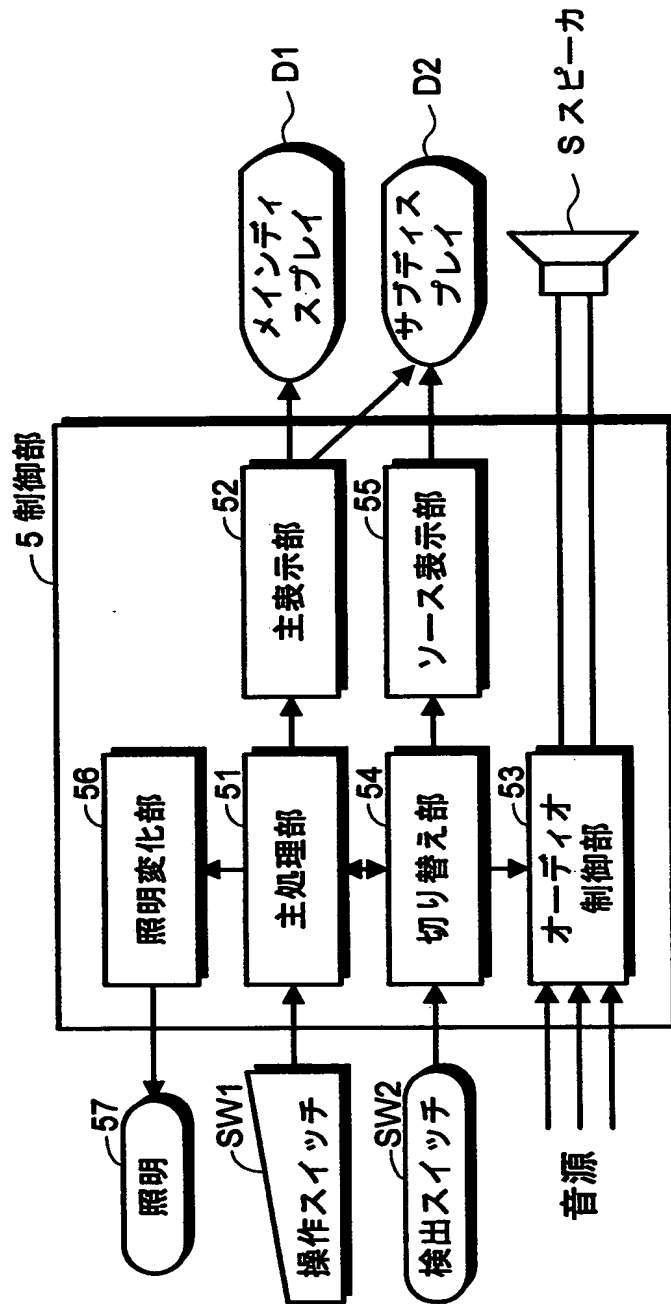 5 制御部
57
照明
56
照明変化部
SW1
操作スイッチ
51
主処理部
52
主表示部
メインディ
スプレイ
D1
SW2
検出スイッチ
54
切り替え部
55
ソース表示部
サブディス
プレイ
D2
音源
53
オーディオ
制御部
S スピーカ